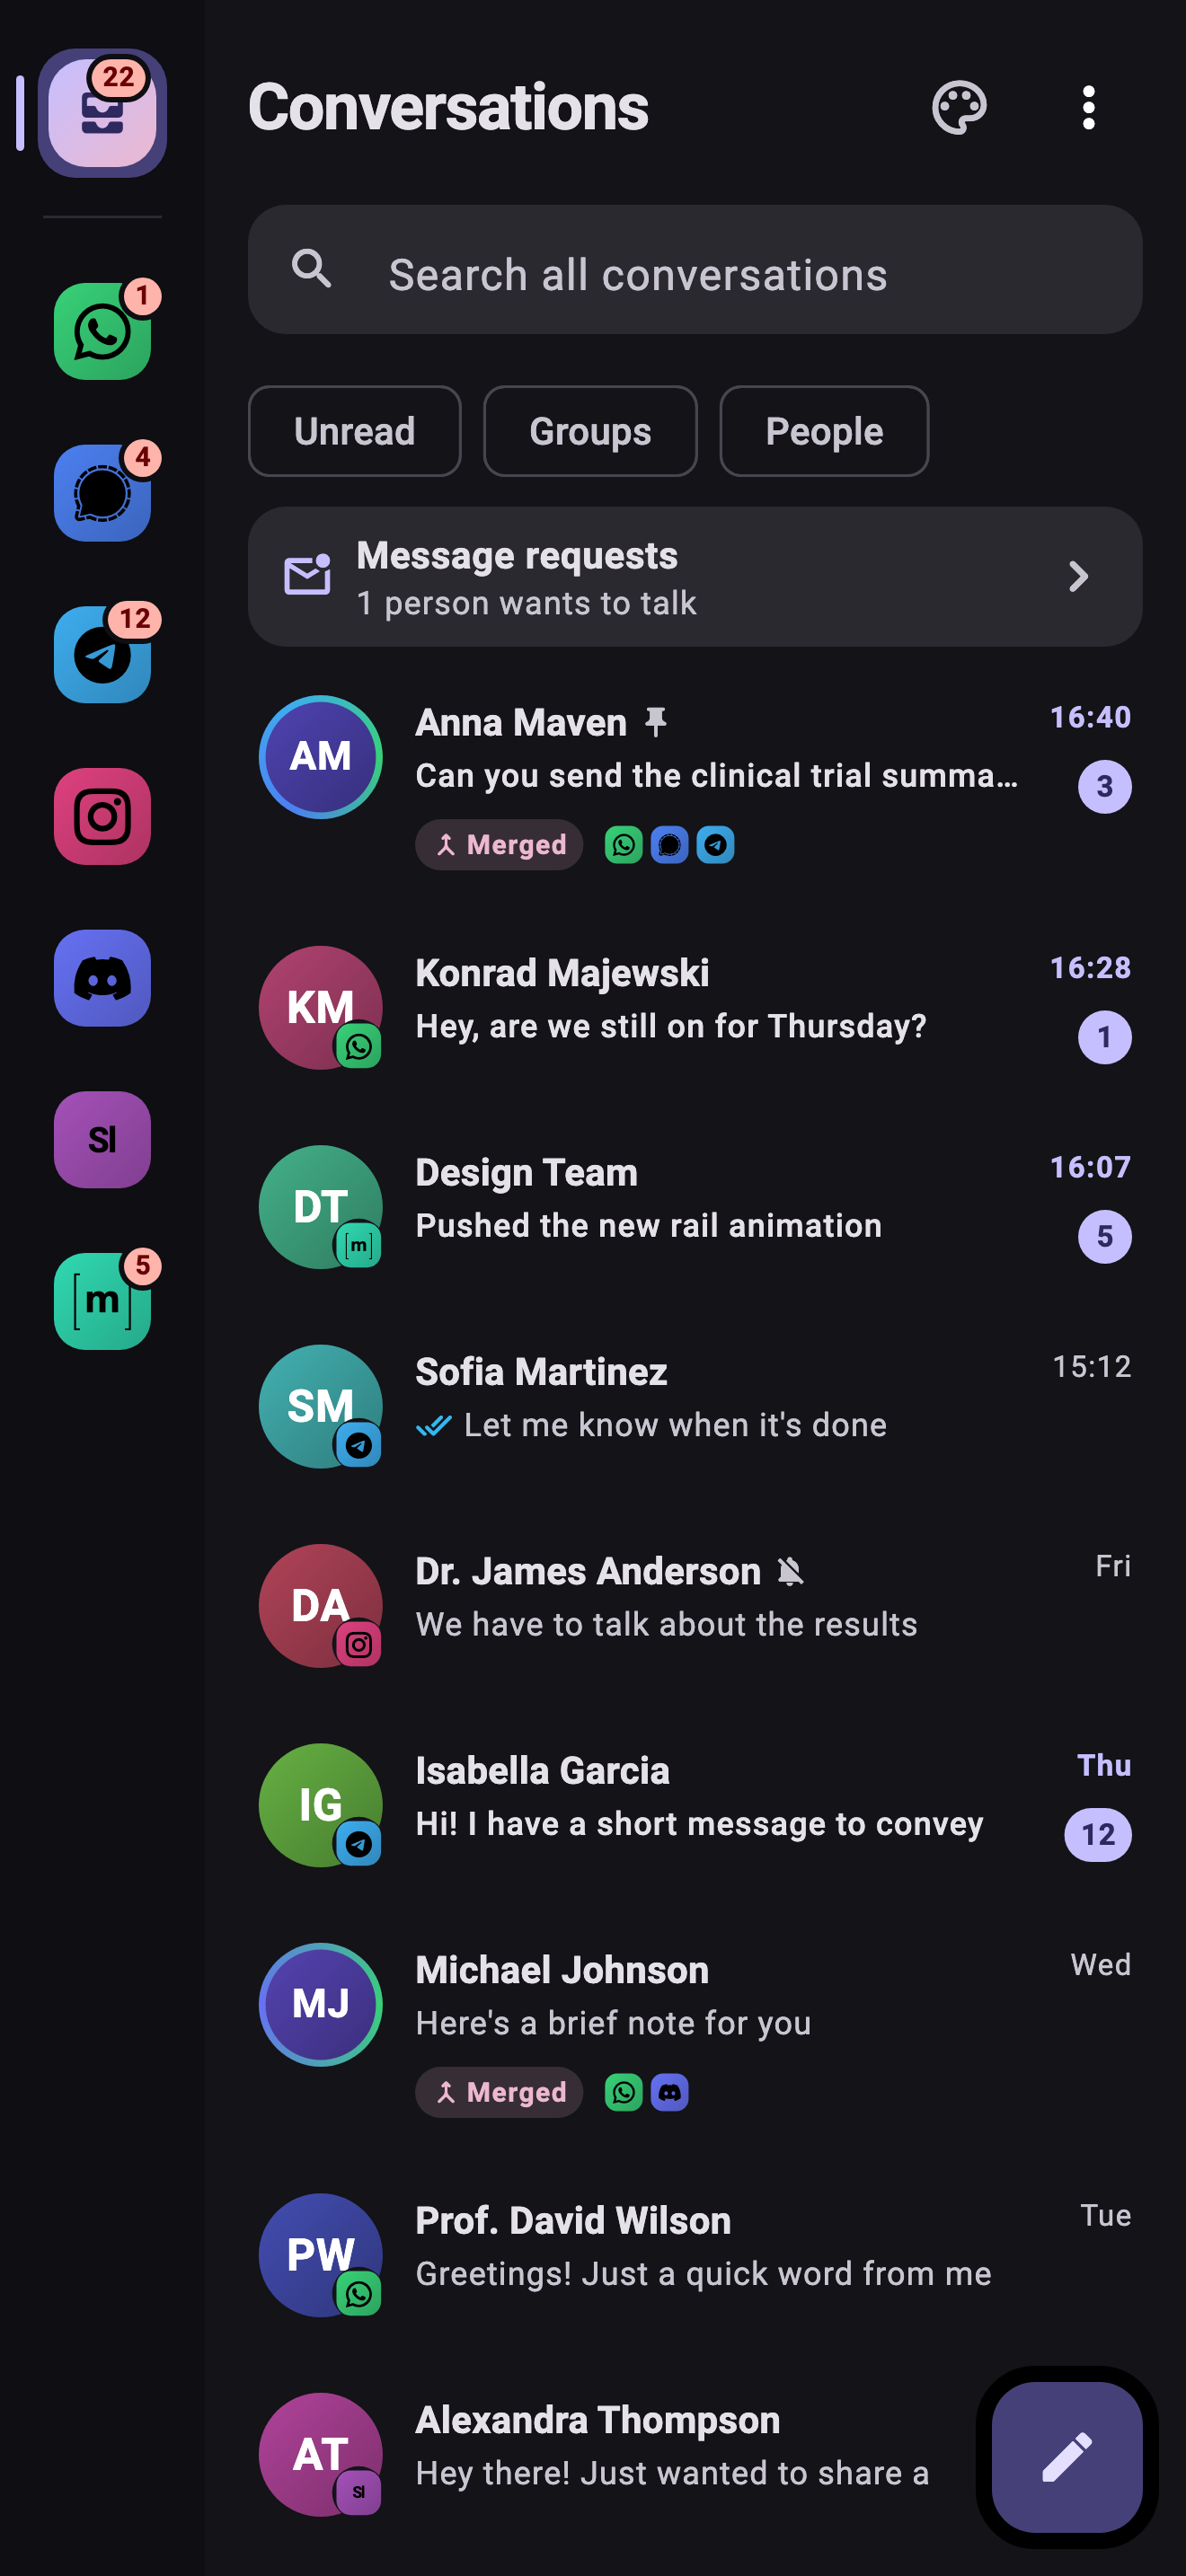 22
Conversations
Search all conversations
1
Unread
Groups
People
4
Message requests
1 person wants to talk
12
AM
Anna Maven
16:40
Can you send the clinical trial summa…
3
Merged
KM
Konrad Majewski
16:28
Hey, are we still on for Thursday?
1
Sl
DT
Design Team
16:07
Pushed the new rail animation
5
[m]
[m]
5
SM
Sofia Martinez
15:12
Let me know when it's done
DA
Dr. James Anderson
Fri
We have to talk about the results
IG
Isabella Garcia
Thu
Hi! I have a short message to convey
12
MJ
Michael Johnson
Wed
Here's a brief note for you
Merged
PW
Prof. David Wilson
Tue
Greetings! Just a quick word from me
AT
Alexandra Thompson
Hey there! Just wanted to share a
Sl